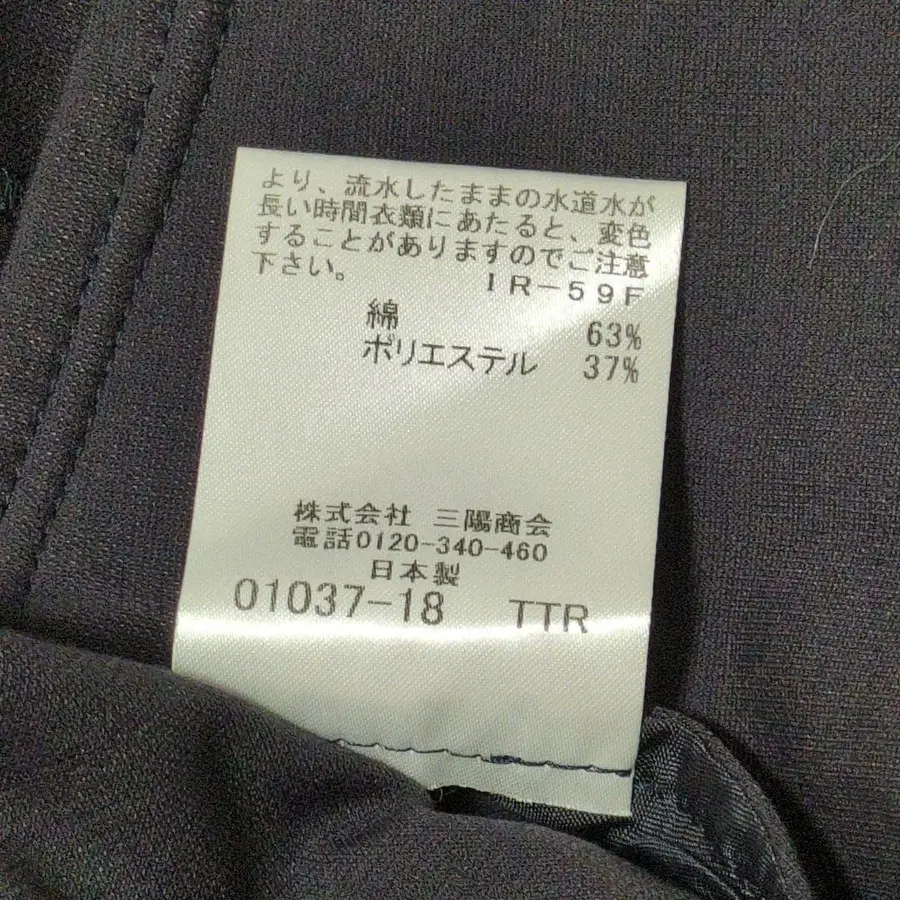 より、流水したままの水道水が
長い時間衣類にあたると、変色
することがありますのでご注意
下さい。 IR-59F
綿 63%
ポリエステル 37%
株式会社 三陽商会
電話0120-340-460
日本製
01037-18 TTR